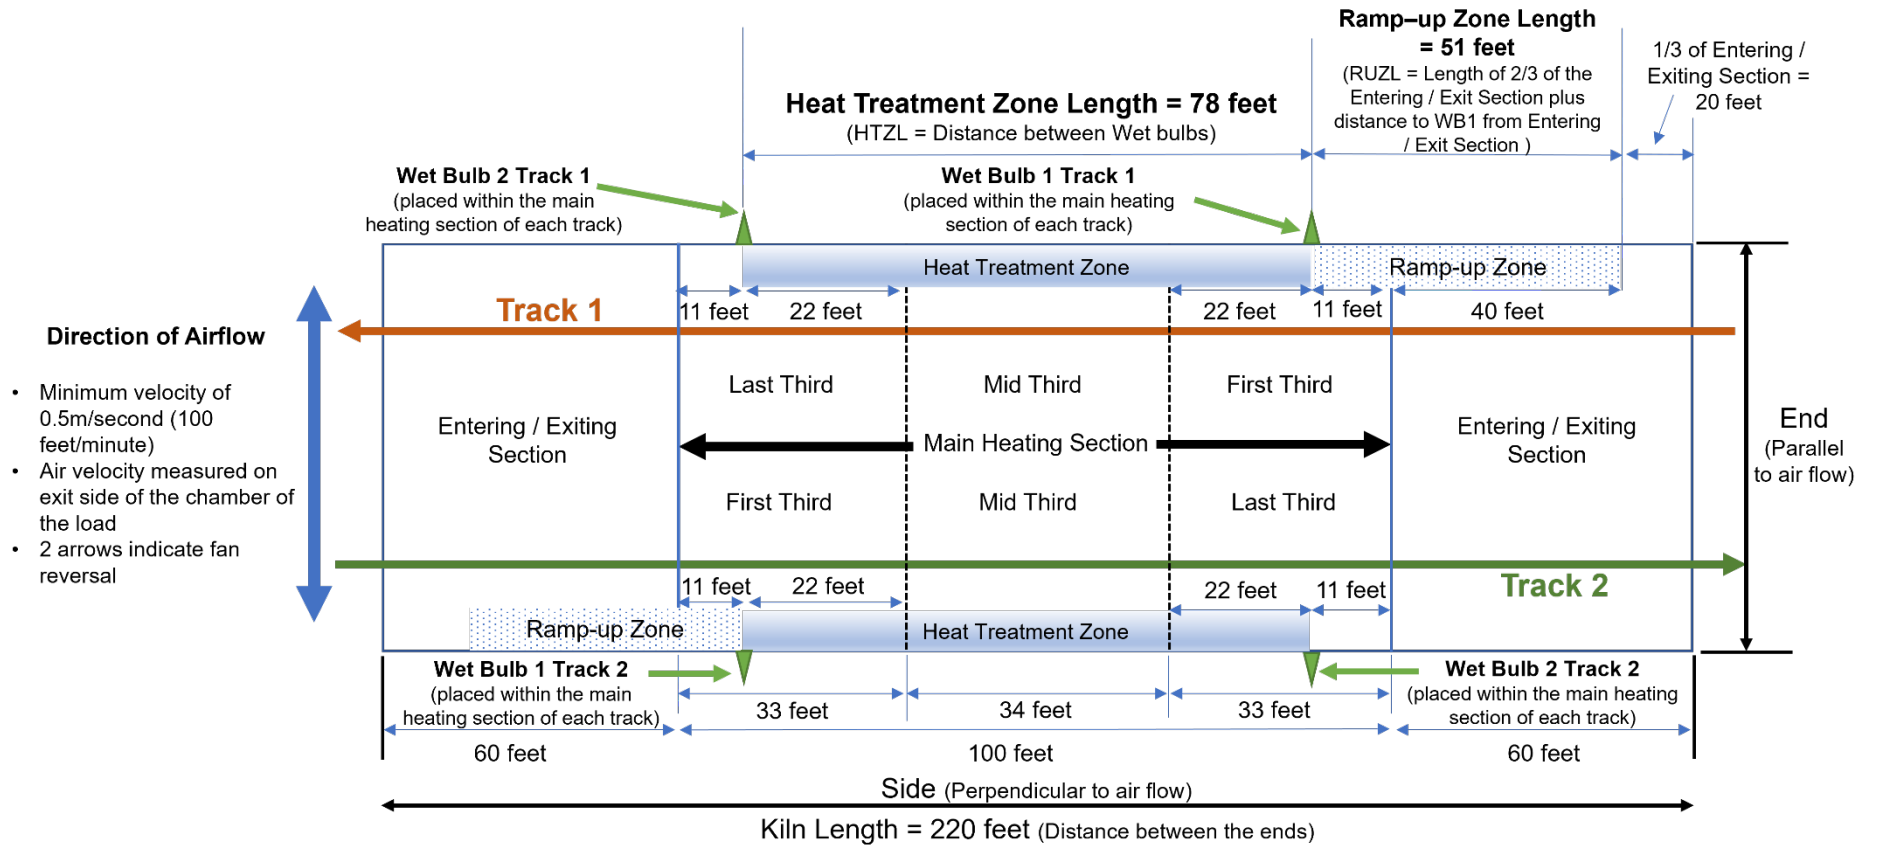 Ramp–up Zone Length
= 51 feet
(RUZL = Length of 2/3 of the
Entering / Exit Section plus
distance to WB1 from Entering
/ Exit Section )
1/3 of Entering /
Exiting Section =
20 feet
Heat Treatment Zone Length = 78 feet
(HTZL = Distance between Wet bulbs)
Wet Bulb 2 Track 1
(placed within the main
heating section of each track)
Wet Bulb 1 Track 1
(placed within the main heating
section of each track)
Heat Treatment Zone
Ramp-up Zone
11 feet
22 feet
22 feet
11 feet
40 feet
Track 1
Direction of Airflow
• Minimum velocity of
0.5m/second (100
feet/minute)
• Air velocity measured on
exit side of the chamber of
the load
• 2 arrows indicate fan
reversal
Last Third
Mid Third
First Third
Entering / Exiting
Section
Main Heating Section
Entering / Exiting
Section
End
(Parallel
to air flow)
First Third
Mid Third
Last Third
Track 2
11 feet
22 feet
22 feet
11 feet
Ramp-up Zone
Heat Treatment Zone
Wet Bulb 1 Track 2
(placed within the main
heating section of each track)
Wet Bulb 2 Track 2
(placed within the main heating
section of each track)
33 feet
34 feet
33 feet
60 feet
100 feet
60 feet
Side (Perpendicular to air flow)
Kiln Length = 220 feet (Distance between the ends)